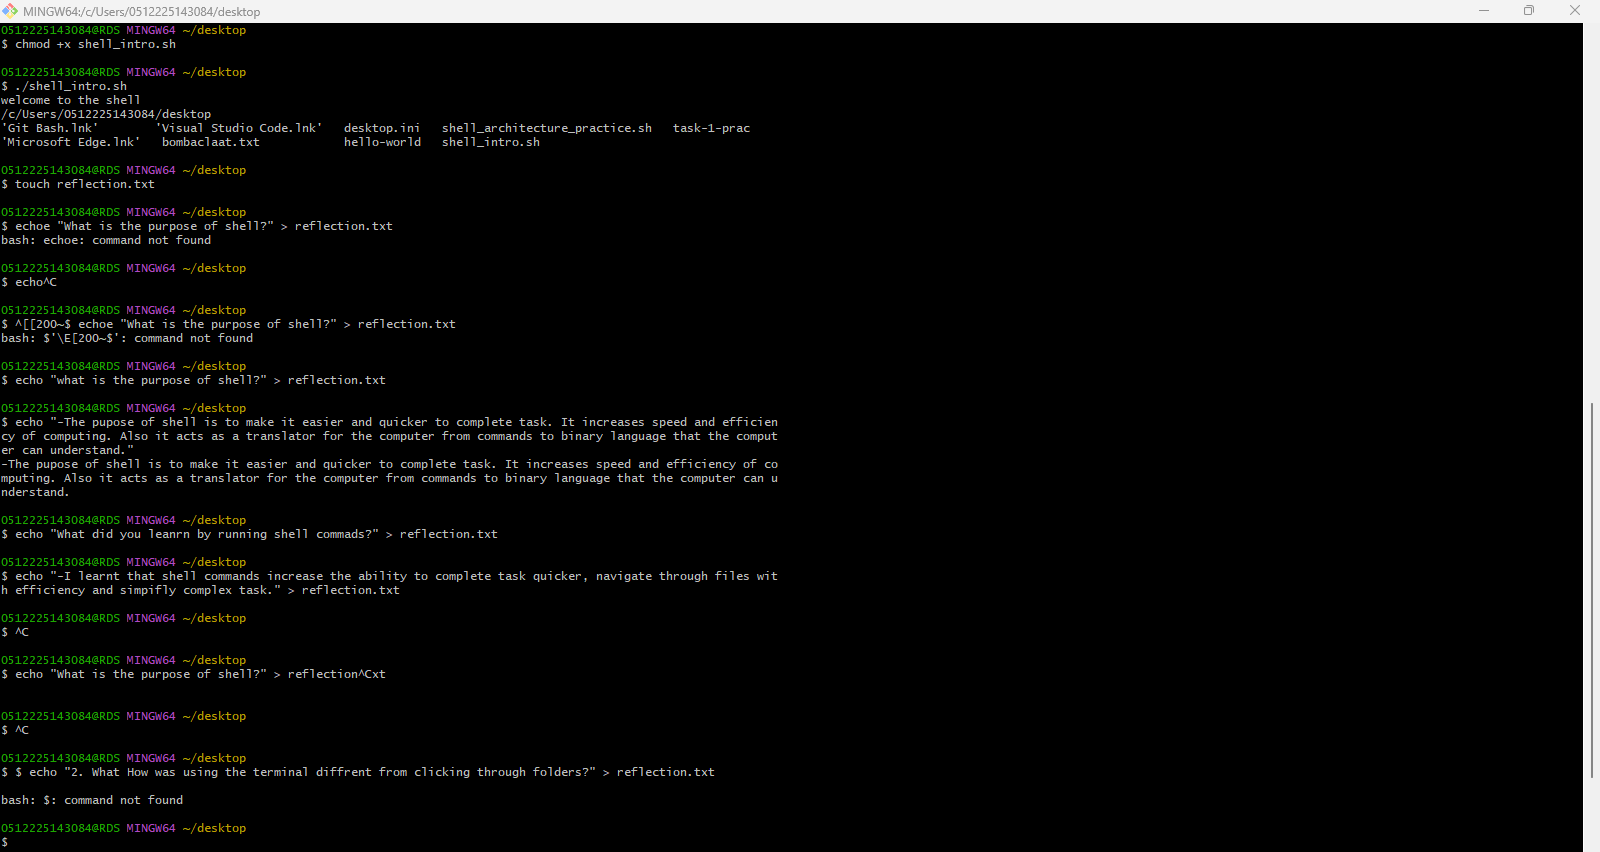 MINGW64:/c/Users/0512225143084/desktop
0512225143084@RDS MINGW64 ~/desktop
$ chmod +x shell_intro.sh
0512225143084@RDS MINGW64 ~/desktop
$ ./shell_intro.sh
welcome to the shell
/c/Users/0512225143084/desktop
'Git Bash.lnk'        'Visual Studio Code.lnk'   desktop.ini   shell_architecture_practice.sh   task-1-prac
'Microsoft Edge.lnk'   bombaclaat.txt            hello-world   shell_intro.sh
0512225143084@RDS MINGW64 ~/desktop
$ touch reflection.txt
0512225143084@RDS MINGW64 ~/desktop
$ echoe "What is the purpose of shell?" > reflection.txt
bash: echoe: command not found
0512225143084@RDS MINGW64 ~/desktop
$ echo^C
0512225143084@RDS MINGW64 ~/desktop
$ ^[[200~$ echoe "What is the purpose of shell?" > reflection.txt
bash: $'\E[200~$': command not found
0512225143084@RDS MINGW64 ~/desktop
$ echo "what is the purpose of shell?" > reflection.txt
0512225143084@RDS MINGW64 ~/desktop
$ echo "-The pupose of shell is to make it easier and quicker to complete task. It increases speed and efficien
cy of computing. Also it acts as a translator for the computer from commands to binary language that the comput
er can understand."
-The pupose of shell is to make it easier and quicker to complete task. It increases speed and efficiency of co
mputing. Also it acts as a translator for the computer from commands to binary language that the computer can u
nderstand.
0512225143084@RDS MINGW64 ~/desktop
$ echo "What did you leanrn by running shell commads?" > reflection.txt
0512225143084@RDS MINGW64 ~/desktop
$ echo "-I learnt that shell commands increase the ability to complete task quicker, navigate through files wit
h efficiency and simpifly complex task." > reflection.txt
0512225143084@RDS MINGW64 ~/desktop
$ ^C
0512225143084@RDS MINGW64 ~/desktop
$ echo "What is the purpose of shell?" > reflection^Cxt
0512225143084@RDS MINGW64 ~/desktop
$ ^C
0512225143084@RDS MINGW64 ~/desktop
$ $ echo "2. What How was using the terminal diffrent from clicking through folders?" > reflection.txt
bash: $: command not found
0512225143084@RDS MINGW64 ~/desktop
$